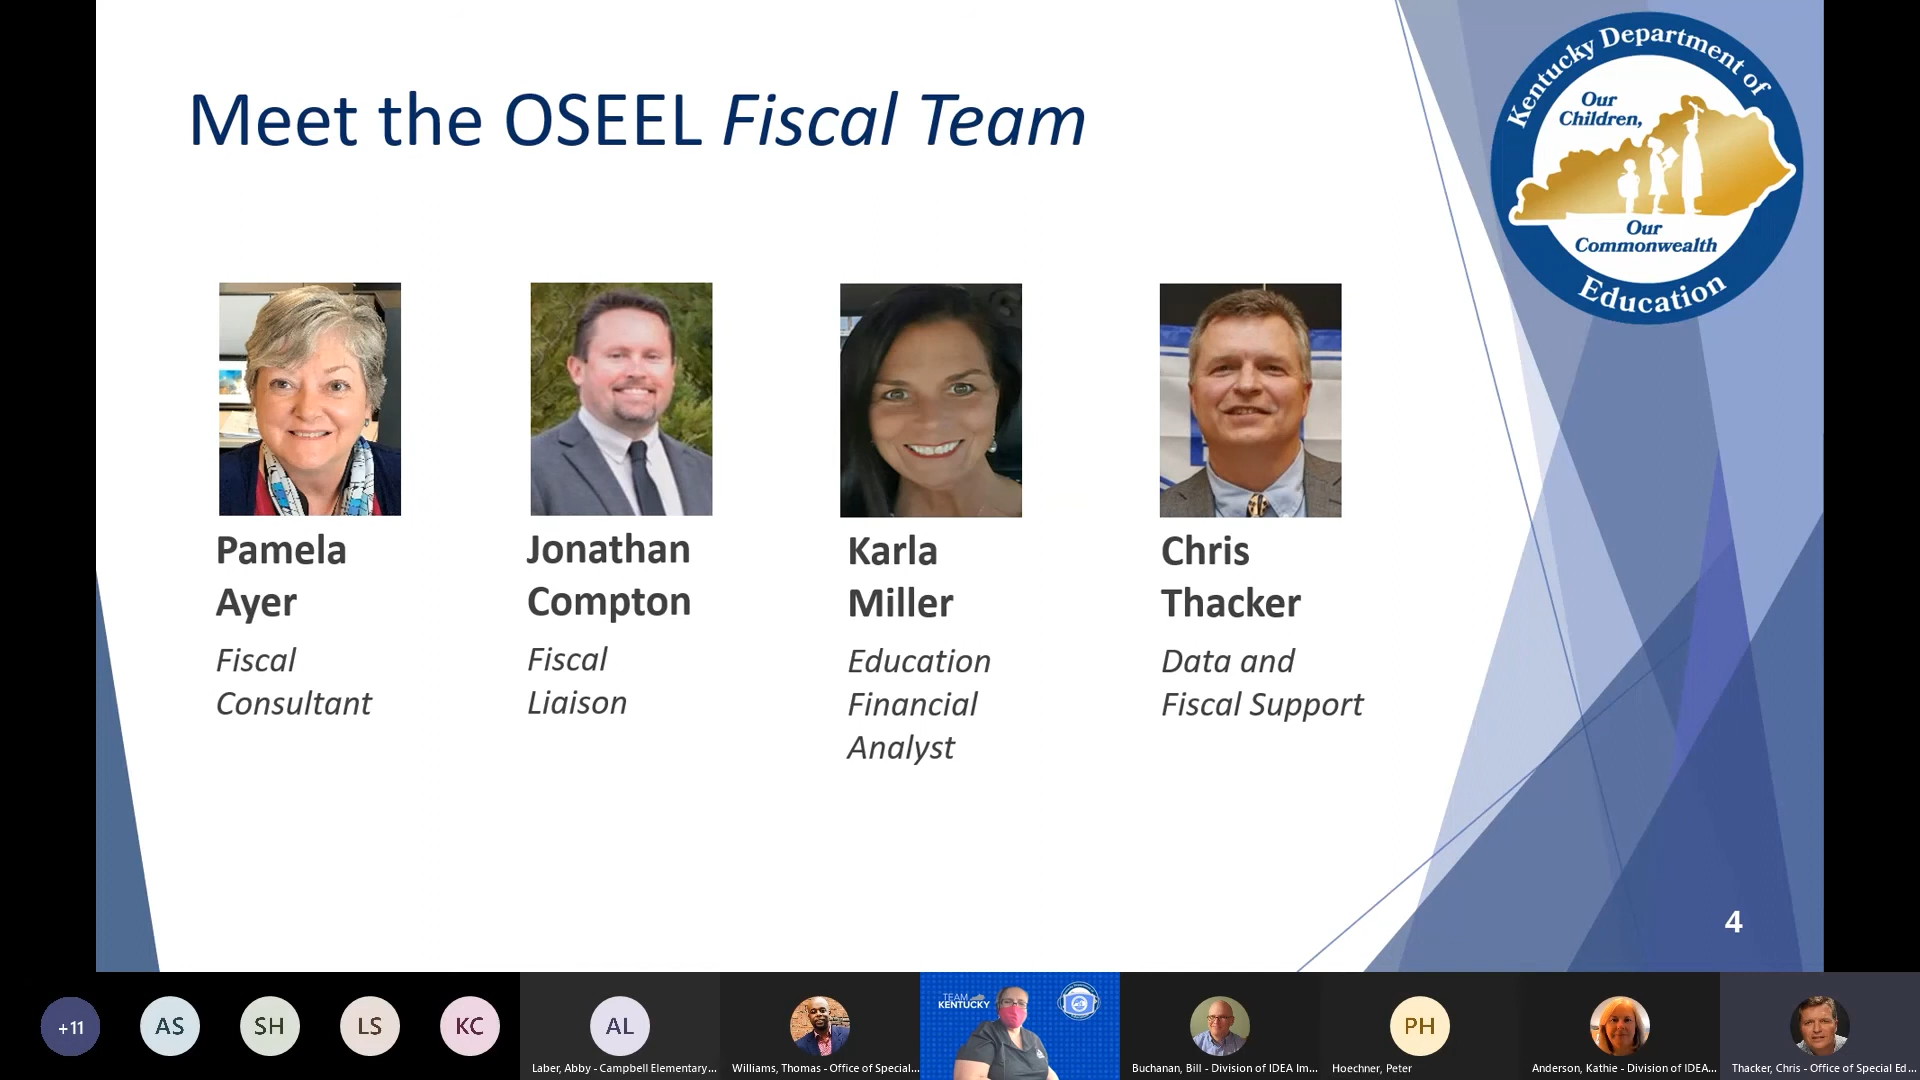 Meet the OSEEL Fiscal Team
Kentucky Department of
Our
Children,
Our
Commonwealth
Education
Pamela
Ayer
Fiscal
Consultant
Jonathan
Compton
Fiscal
Liaison
Karla
Miller
Education
Financial
Analyst
Chris
Thacker
Data and
Fiscal Support
4
+11
AS
SH
LS
KC
AL
Laber, Abby - Campbell Elementary...
Williams, Thomas - Office of Special...
TEAM
KENTUCKY
Buchanan, Bill - Division of IDEA Im...
PH
Hoechner, Peter
Anderson, Kathie - Division of IDEA...
Thacker, Chris - Office of Special Ed...